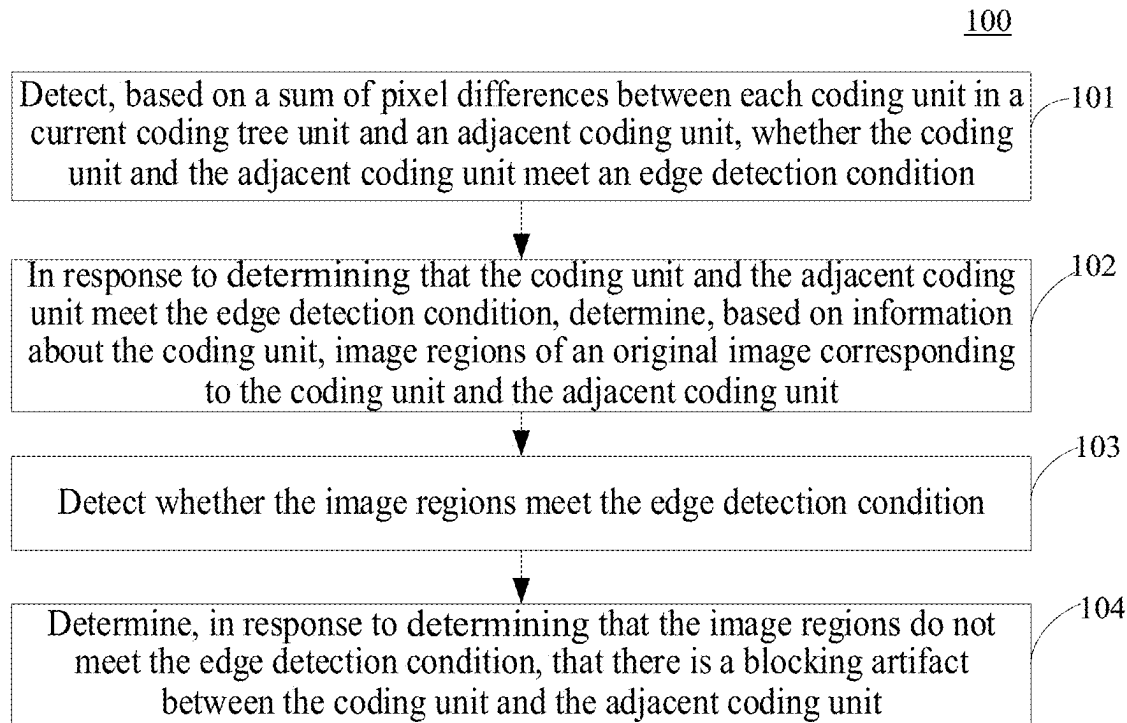 100
Detect, based on a sum of pixel differences between each coding unit in a
current coding tree unit and an adjacent coding unit, whether the coding
unit and the adjacent coding unit meet an edge detection condition
101
In response to determining that the coding unit and the adjacent coding
unit meet the edge detection condition, determine, based on information
about the coding unit, image regions of an original image corresponding
to the coding unit and the adjacent coding unit
102
Detect whether the image regions meet the edge detection condition
103
Determine, in response to determining that the image regions do not
meet the edge detection condition, that there is a blocking artifact
between the coding unit and the adjacent coding unit
104